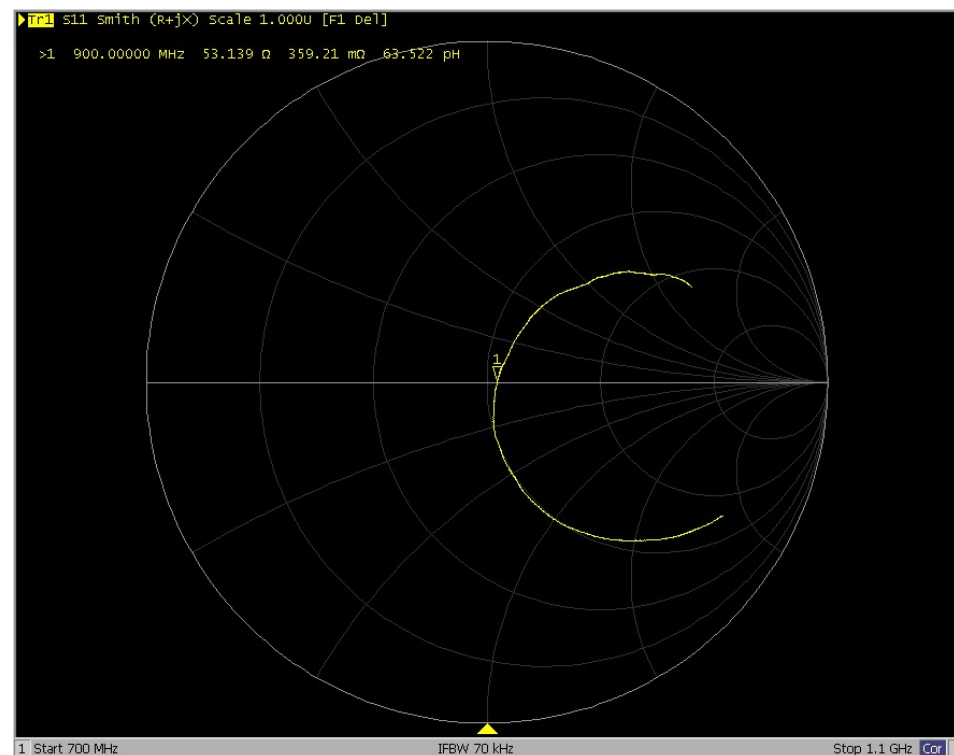 Tr1 S11 Smith (R+jX) Scale 1.000U [F1 Del]
>1 900.00000 MHz 53.139 Ω 359.21 mΩ 63.522 pH
1
1 Start 700 MHz IFBW 70 kHz Stop 1.1 GHz Cor